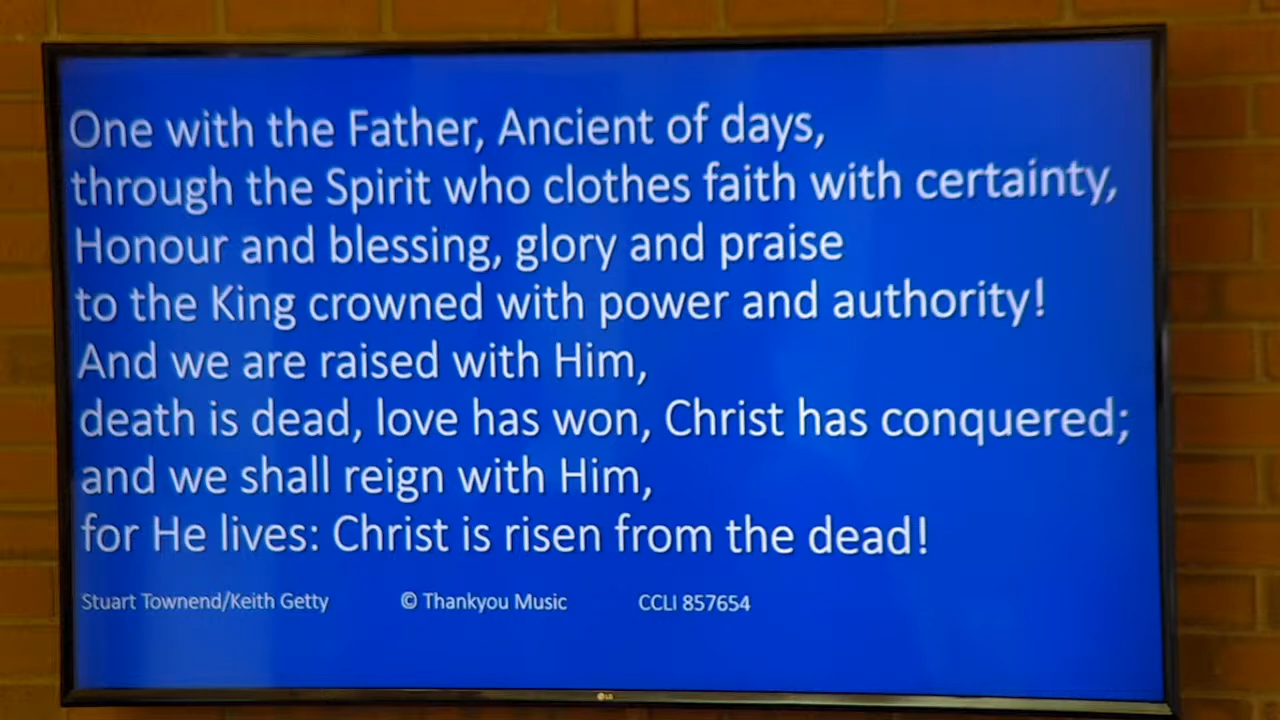 One with the Father, Ancient of days,
through the Spirit who clothes faith with certainty,
Honour and blessing, glory and praise
to the King crowned with power and authority!
And we are raised with Him,
death is dead, love has won, Christ has conquered;
and we shall reign with Him,
for He lives: Christ is risen from the dead!
Stuart Townend/Keith Getty © Thankyou Music CCLI 857654
LG